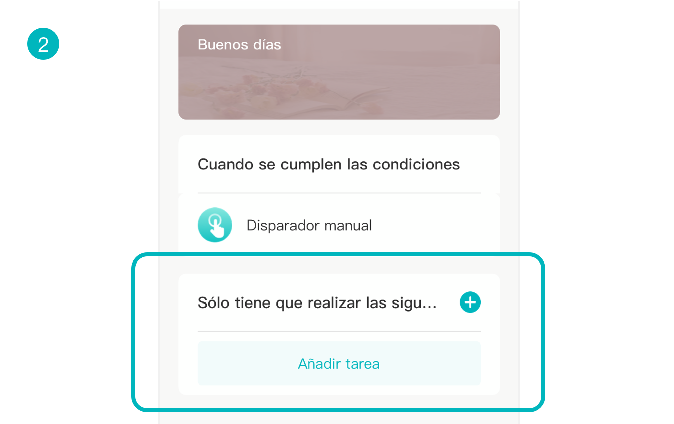 2
Buenos días
Cuando se cumplen las condiciones
Disparador manual
Sólo tiene que realizar las sigu...
Añadir tarea